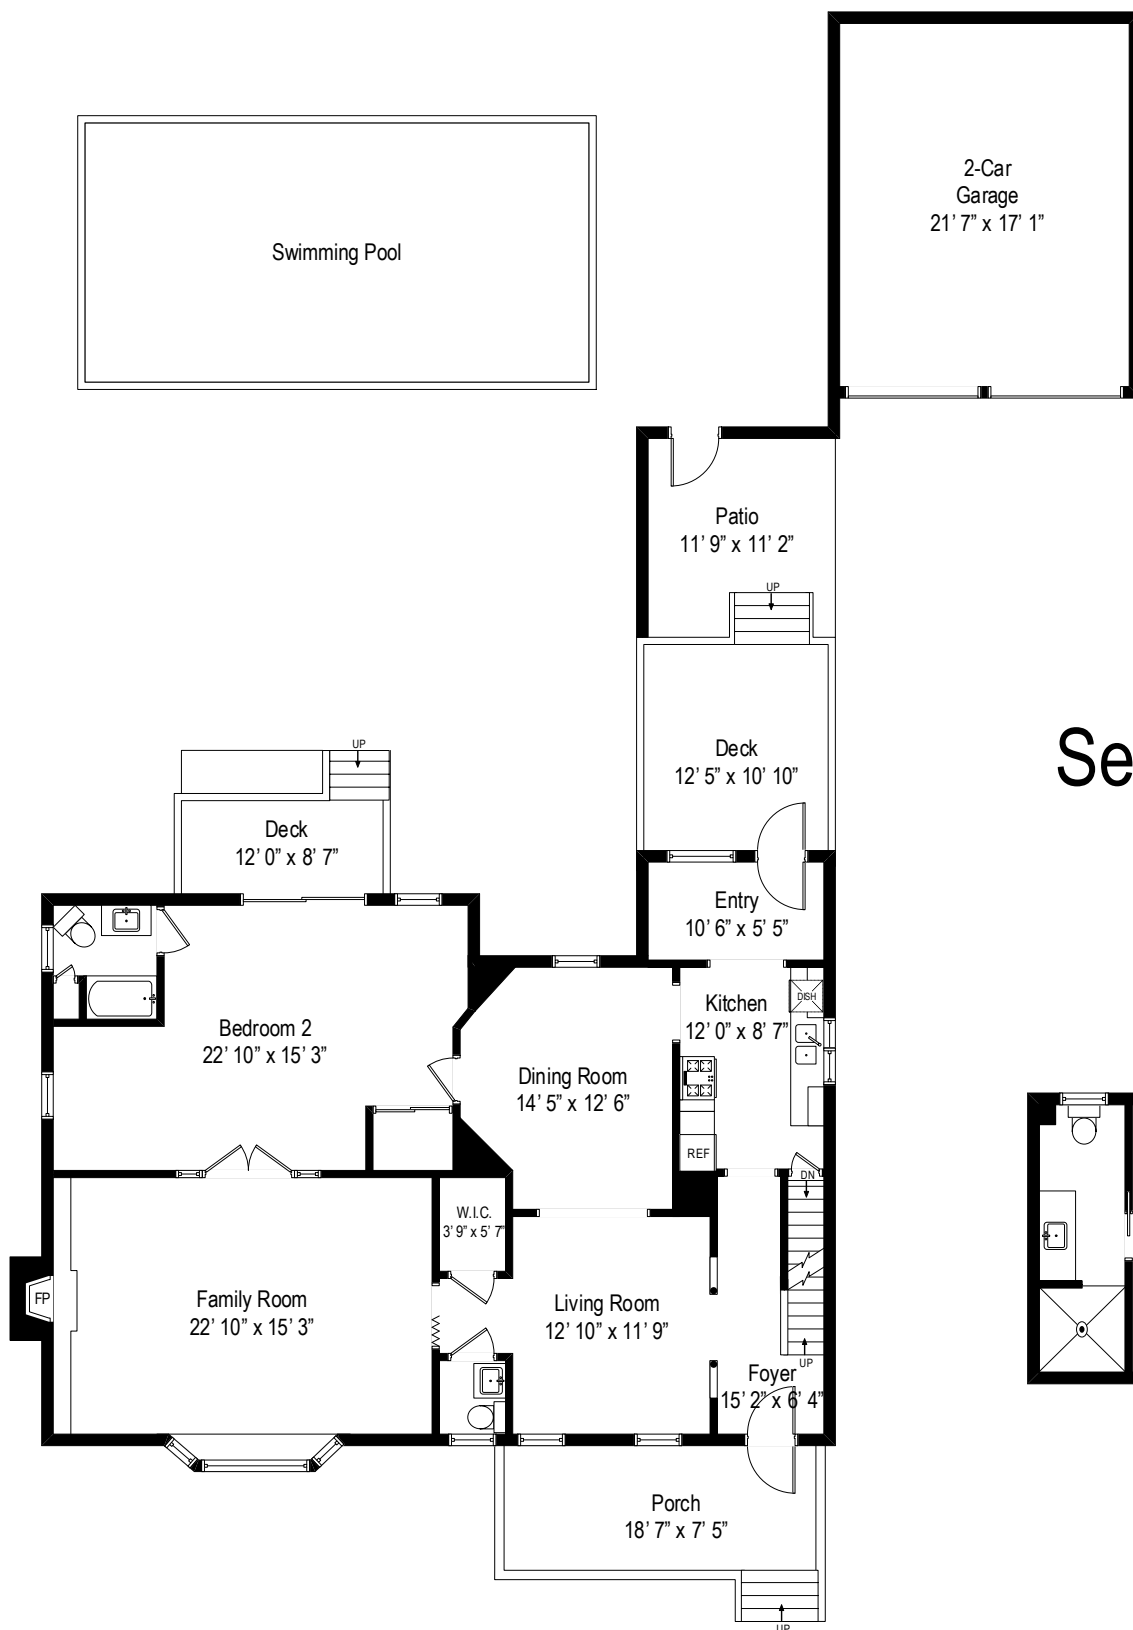 2-Car
Garage
21' 7" x 17' 1"
Swimming Pool
Patio
11' 9" x 11' 2"
UP
Deck
12' 5" x 10' 10"
Se
UP
Deck
12' 0" x 8' 7"
Entry
10' 6" x 5' 5"
Kitchen
12' 0" x 8' 7"
DISH
Bedroom 2
22' 10" x 15' 3"
Dining Room
14' 5" x 12' 6"
REF
DN
W.I.C.
3' 9" x 5' 7"
FP
Family Room
22' 10" x 15' 3"
Living Room
12' 10" x 11' 9"
UP
Foyer
15' 2" x 6' 4"
Porch
18' 7" x 7' 5"
UP